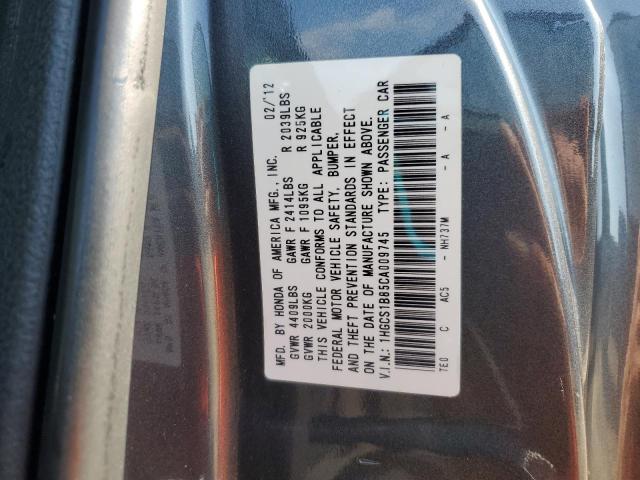 MFD. BY HONDA OF AMERICA MFG., INC. 02/'12
GVWR 4409LBS GAWR F 2414LBS R 2039LBS
GVWR 2000KG GAWR F 1095KG R 925KG
THIS VEHICLE CONFORMS TO ALL APPLICABLE
FEDERAL MOTOR VEHICLE SAFETY, BUMPER,
AND THEFT PREVENTION STANDARDS IN EFFECT
ON THE DATE OF MANUFACTURE SHOWN ABOVE.
V.I.N.: 1HGCS1B85CA009745 TYPE: PASSENGER CAR
TE0 C AC5 - NH737M - A - A